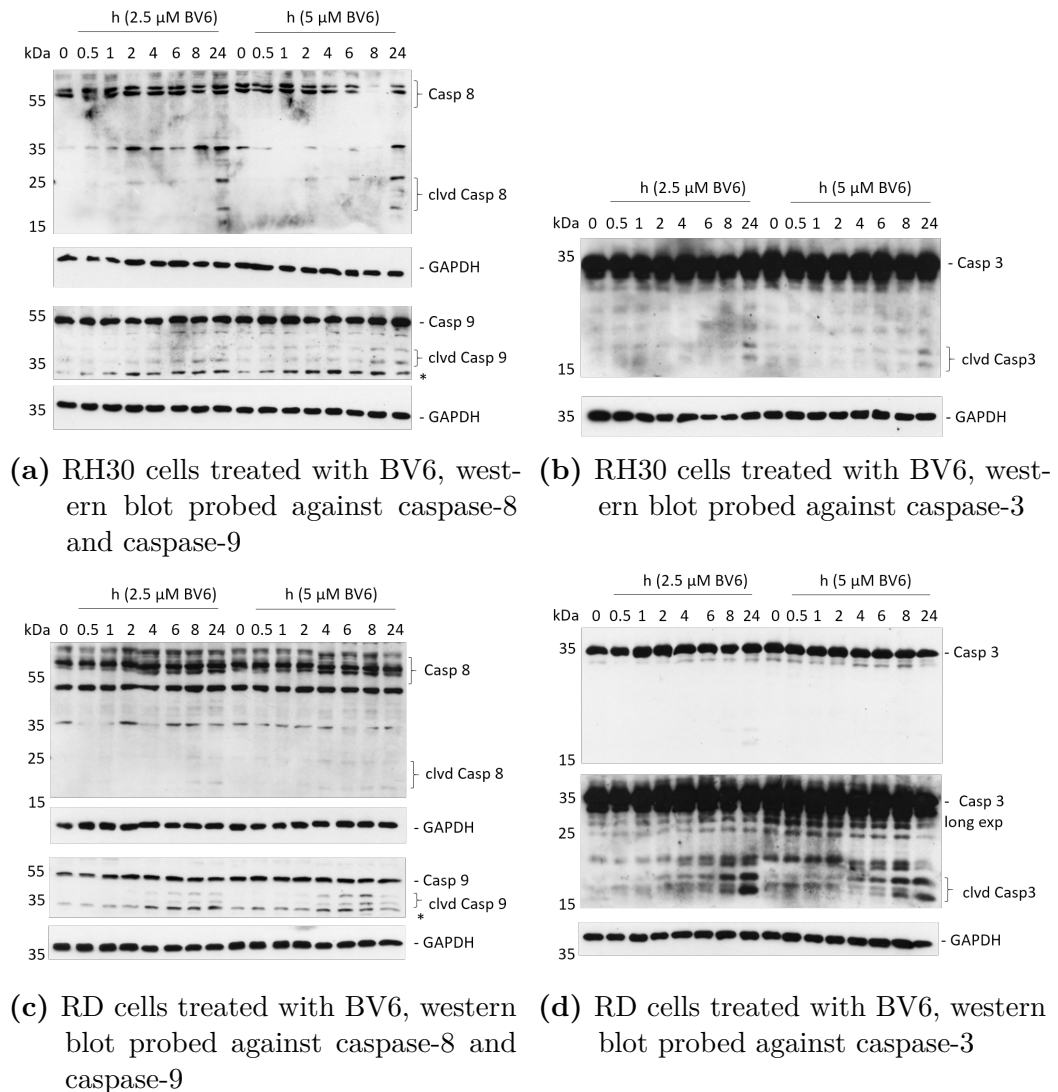 h (2.5 µM BV6) h (5 µM BV6)
kDa 0 0.5 1 2 4 6 8 24 0 0.5 1 2 4 6 8 24
55
Casp 8
35
25
clvd Casp 8
15
- GAPDH
55
- Casp 9
clvd Casp 9
35
*
35
- GAPDH
(a) RH30 cells treated with BV6, west-
ern blot probed against caspase-8
and caspase-9
h (2.5 µM BV6) h (5 µM BV6)
kDa 0 0.5 1 2 4 6 8 24 0 0.5 1 2 4 6 8 24
35
- Casp 3
clvd Casp3
15
35
- GAPDH
(b) RH30 cells treated with BV6, west-
ern blot probed against caspase-3
h (2.5 µM BV6) h (5 µM BV6)
kDa 0 0.5 1 2 4 6 8 24 0 0.5 1 2 4 6 8 24
Casp 8
55
35
25
clvd Casp 8
15
- GAPDH
55
- Casp 9
35
clvd Casp 9
*
- GAPDH
35
(c) RD cells treated with BV6, western
blot probed against caspase-8 and
caspase-9
h (2.5 µM BV6) h (5 µM BV6)
kDa 0 0.5 1 2 4 6 8 24 0 0.5 1 2 4 6 8 24
35
- Casp 3
15
35
- Casp 3
long exp
25
clvd Casp3
15
- GAPDH
35
(d) RD cells treated with BV6, western
blot probed against caspase-3